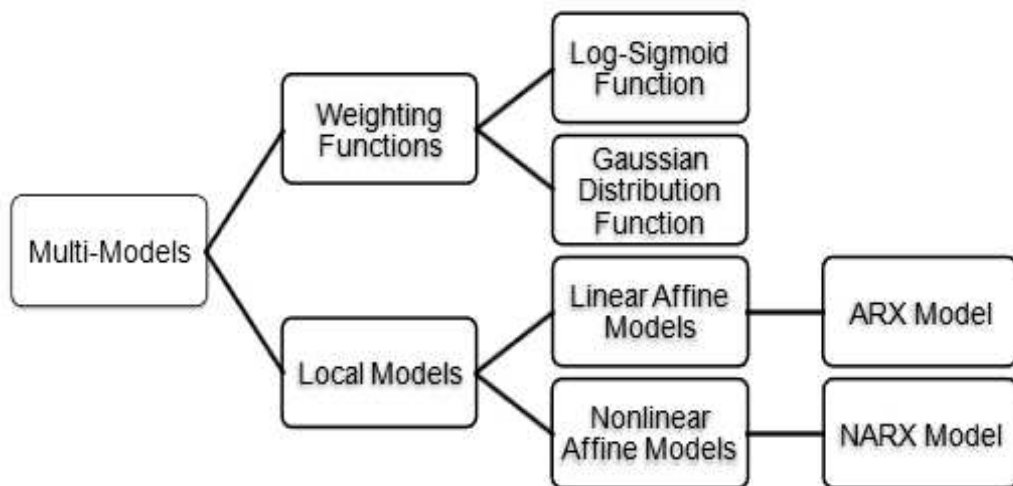 Multi-Models
Weighting
Functions
Local Models
Log-Sigmoid
Function
Gaussian
Distribution
Function
Linear Affine
Models
Nonlinear
Affine Models
ARX Model
NARX Model